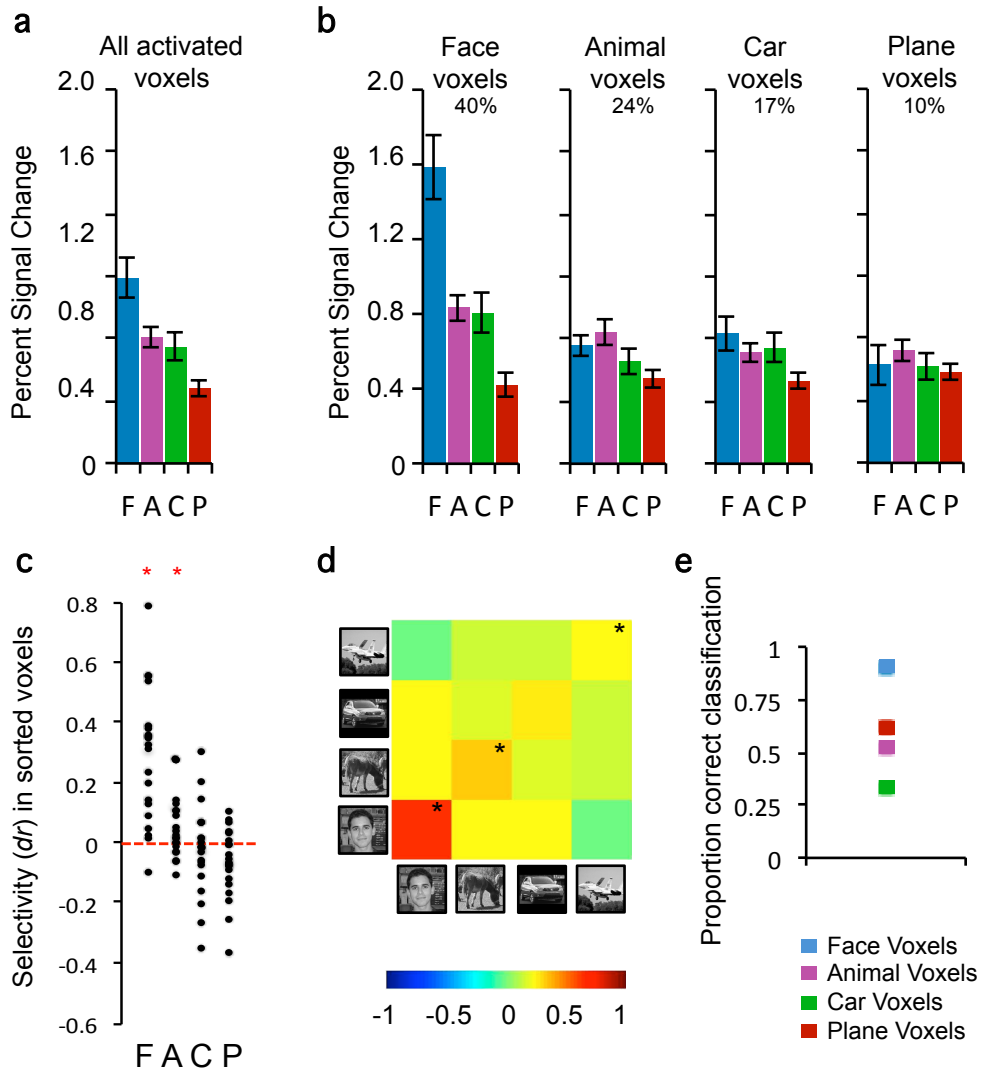 a
All activated
voxels
Percent Signal Change
2.0
1.6
1.2
0.8
0.4
0
F A C P
b
Face
voxels
40%
Animal
voxels
24%
Car
voxels
17%
Plane
voxels
10%
Percent Signal Change
2.0
1.6
1.2
0.8
0.4
0
F A C P
F A C P
F A C P
F A C P
c
* *
Selectivity (dr) in sorted voxels
0.8
0.6
0.4
0.2
0
-0.2
-0.4
-0.6
F A C P
d
*
*
*
-1 -0.5 0 0.5 1
e
Proportion correct classification
1
0.75
0.5
0.25
0
Face Voxels
Animal Voxels
Car Voxels
Plane Voxels